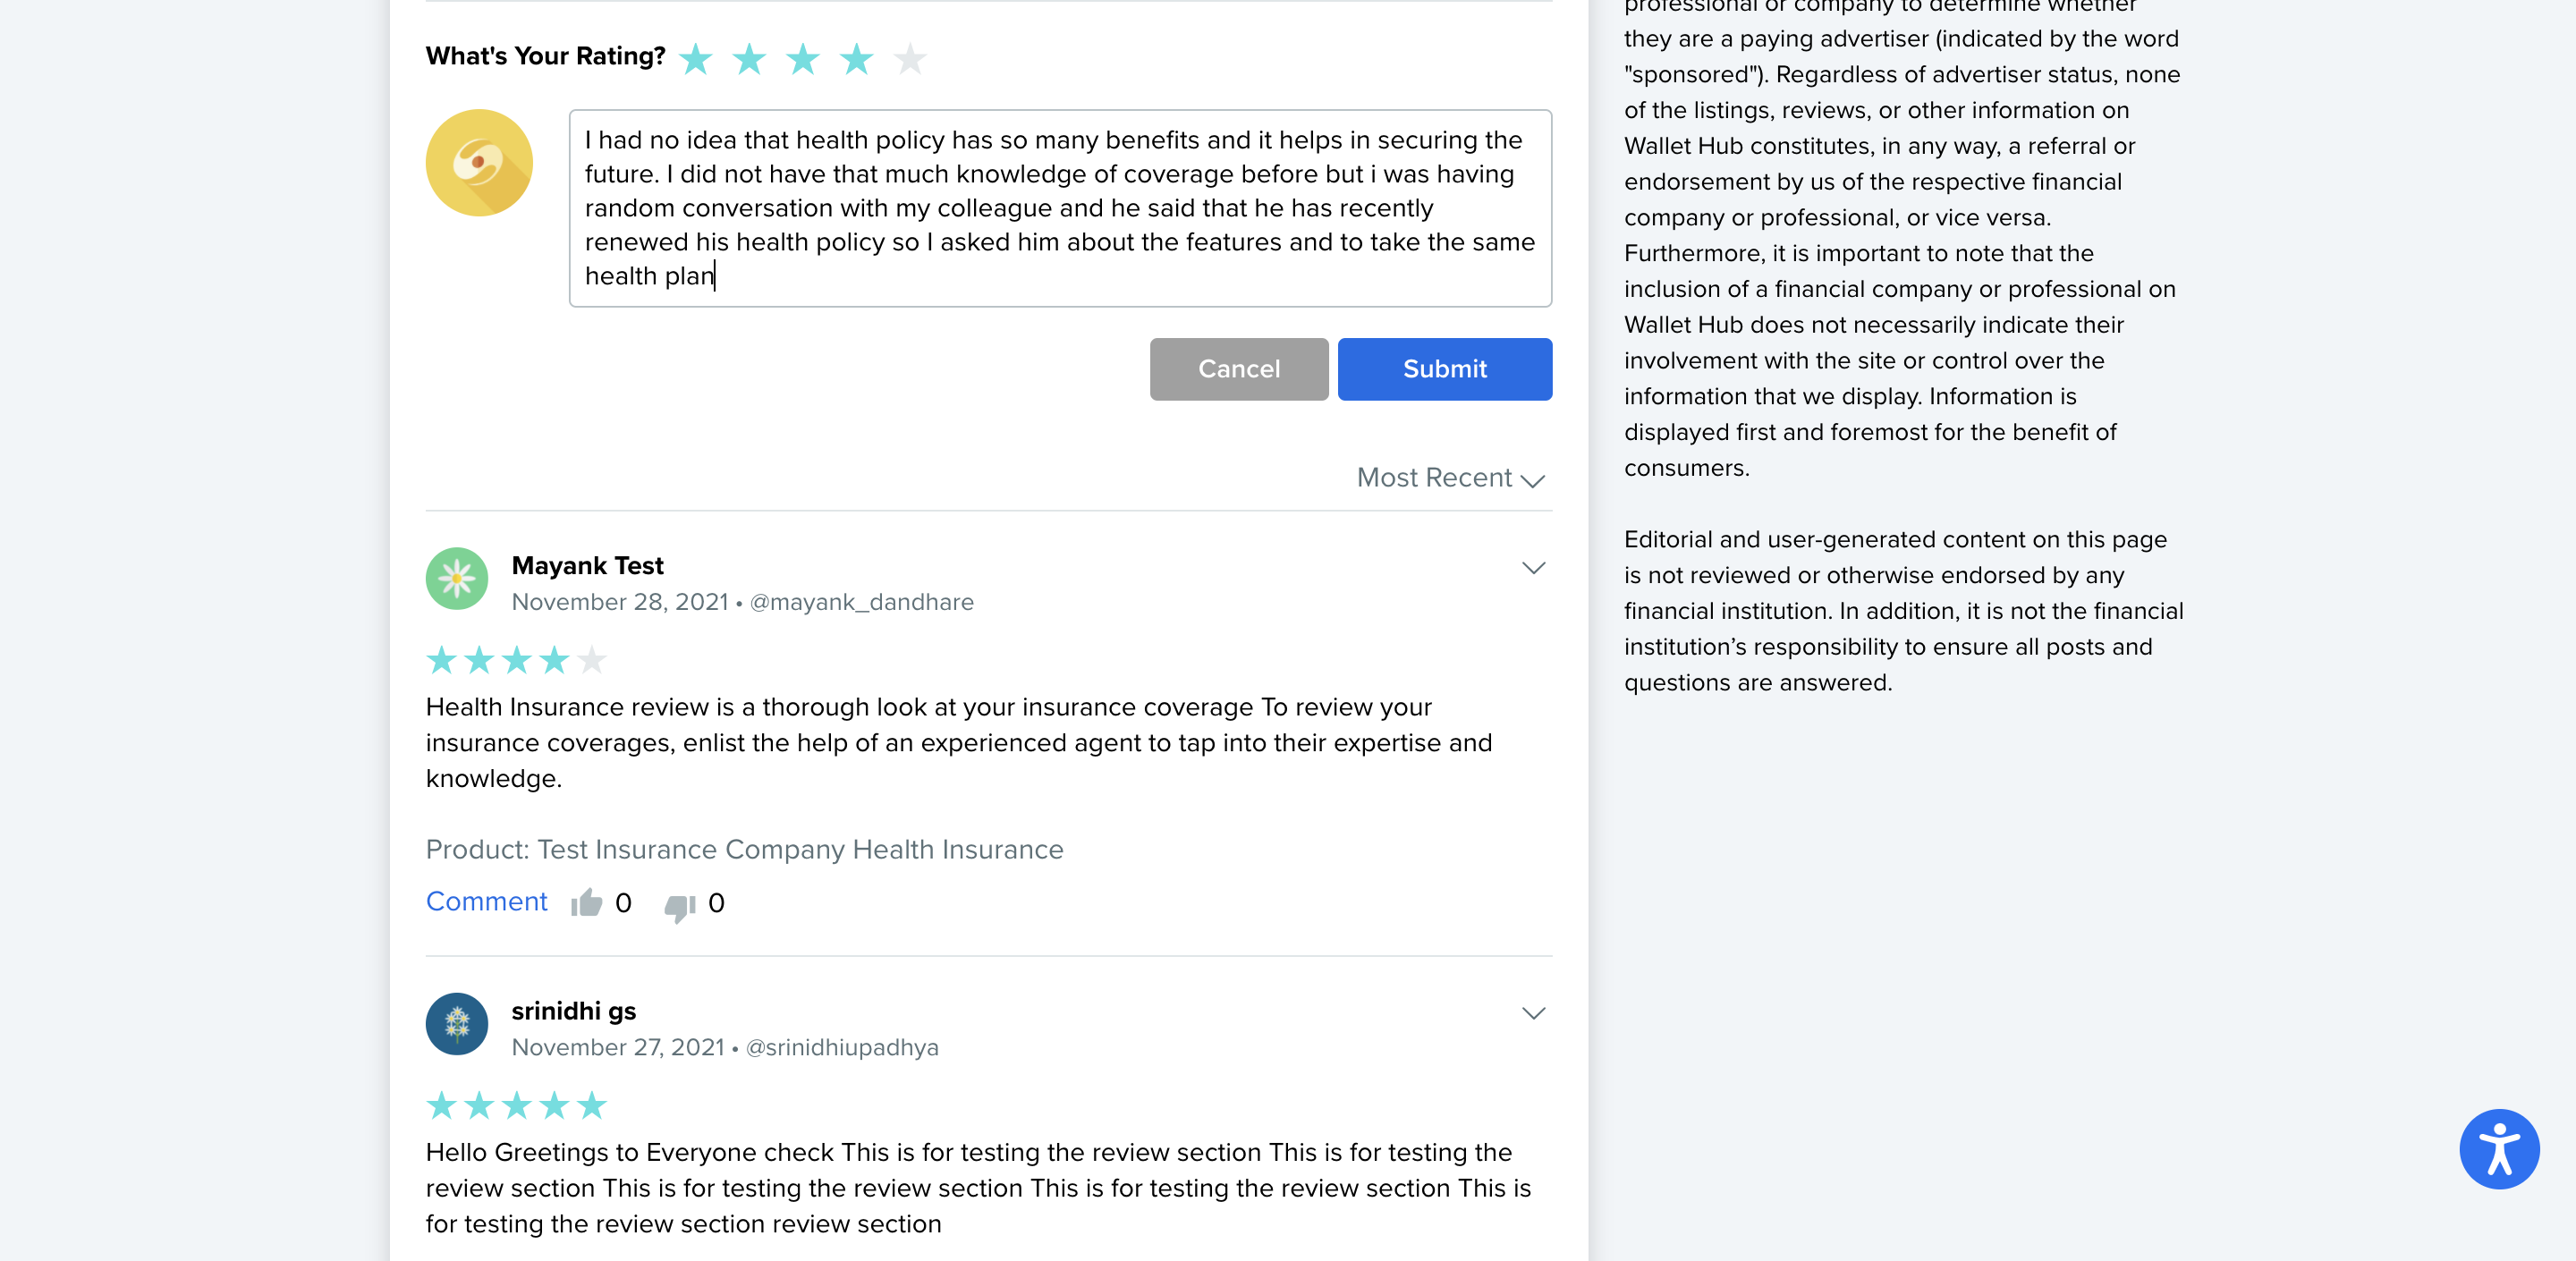 What's Your Rating?
I had no idea that health policy has so many benefits and it helps in securing the
future. I did not have that much knowledge of coverage before but i was having
random conversation with my colleague and he said that he has recently
renewed his health policy so I asked him about the features and to take the same
health plan
Cancel
Submit
Most Recent
Mayank Test
November 28, 2021 • @mayank_dandhare
Health Insurance review is a thorough look at your insurance coverage To review your
insurance coverages, enlist the help of an experienced agent to tap into their expertise and
knowledge.
Product: Test Insurance Company Health Insurance
Comment 0 0
srinidhi gs
November 27, 2021 • @srinidhiupadhya
Hello Greetings to Everyone check This is for testing the review section This is for testing the
review section This is for testing the review section This is for testing the review section This is
for testing the review section review section
professional or company to determine whether
they are a paying advertiser (indicated by the word
"sponsored"). Regardless of advertiser status, none
of the listings, reviews, or other information on
Wallet Hub constitutes, in any way, a referral or
endorsement by us of the respective financial
company or professional, or vice versa.
Furthermore, it is important to note that the
inclusion of a financial company or professional on
Wallet Hub does not necessarily indicate their
involvement with the site or control over the
information that we display. Information is
displayed first and foremost for the benefit of
consumers.
Editorial and user-generated content on this page
is not reviewed or otherwise endorsed by any
financial institution. In addition, it is not the financial
institution’s responsibility to ensure all posts and
questions are answered.